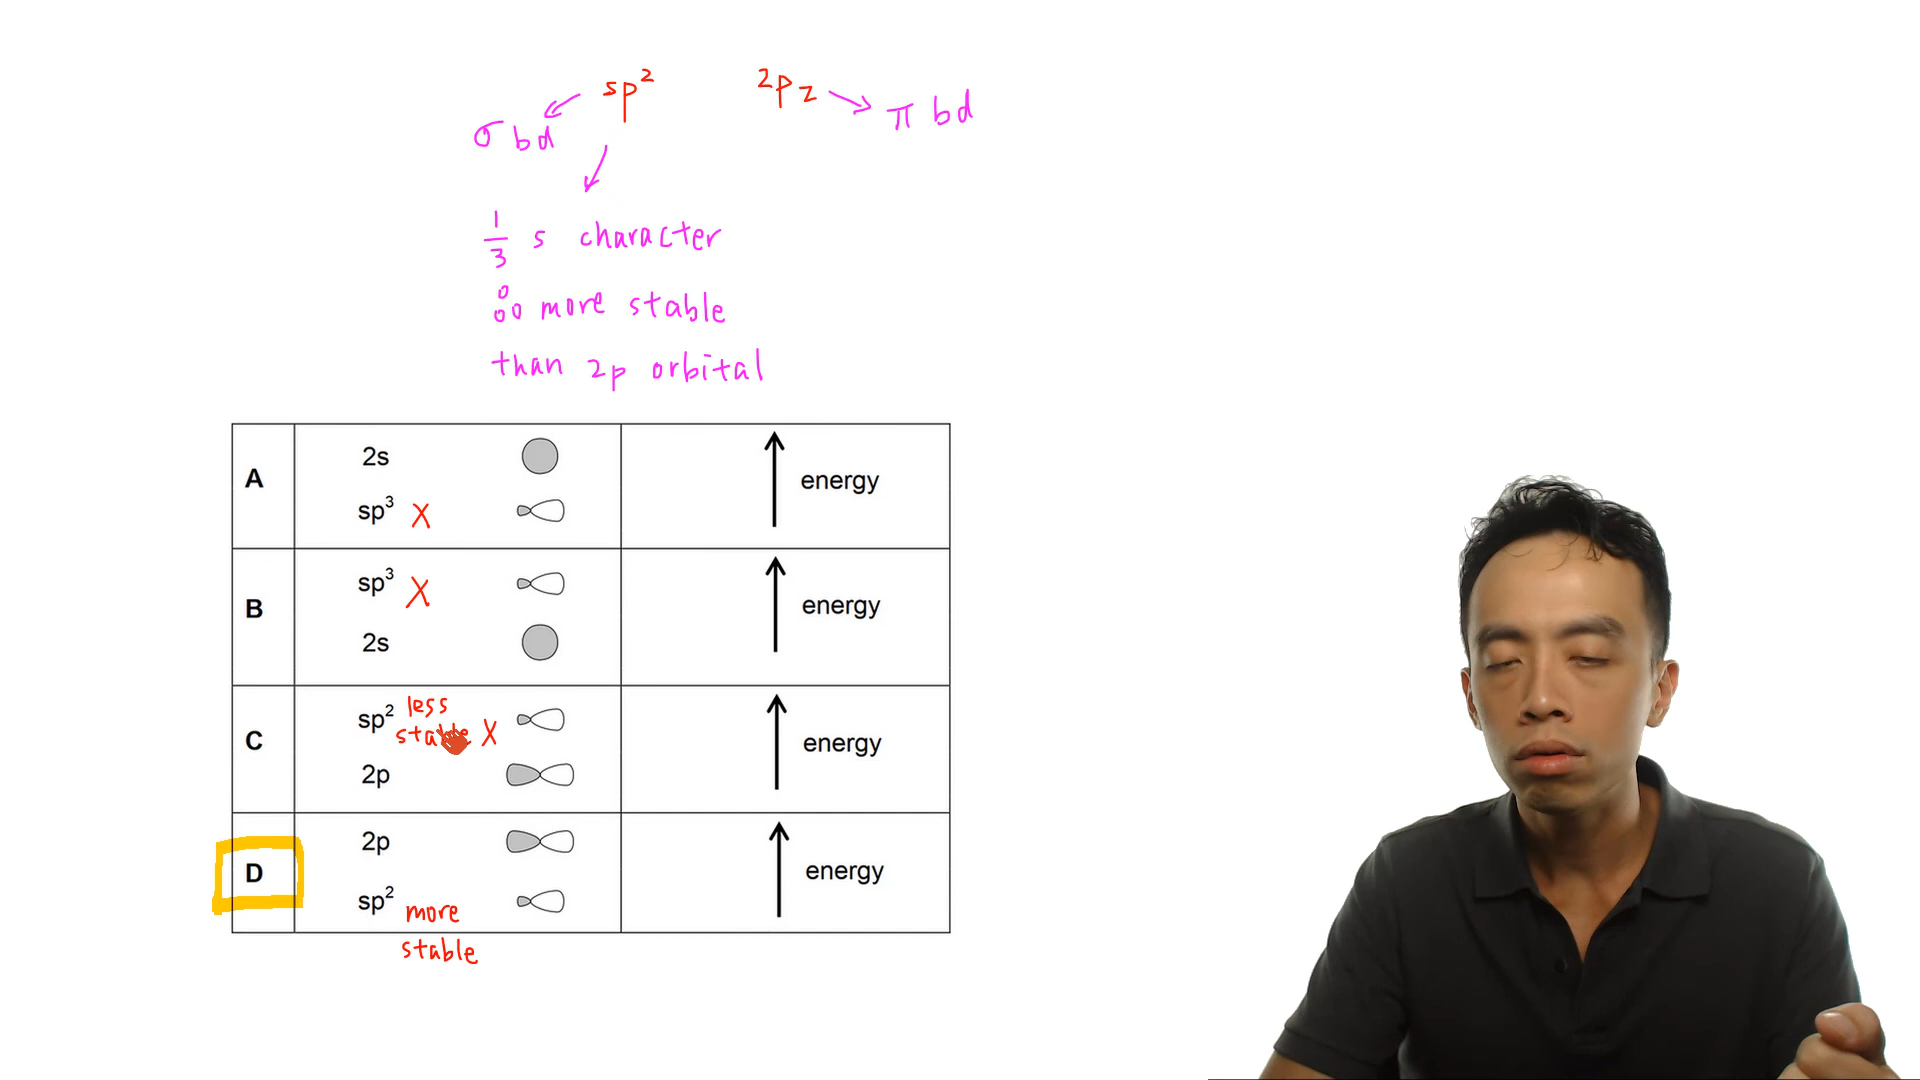 sp² 2pz
σ bd π bd
1/3 s character
∴ more stable
than 2p orbital
A 2s energy
sp³ X
B sp³ X energy
2s
C sp² less stable X energy
2p
D 2p energy
sp² more
stable